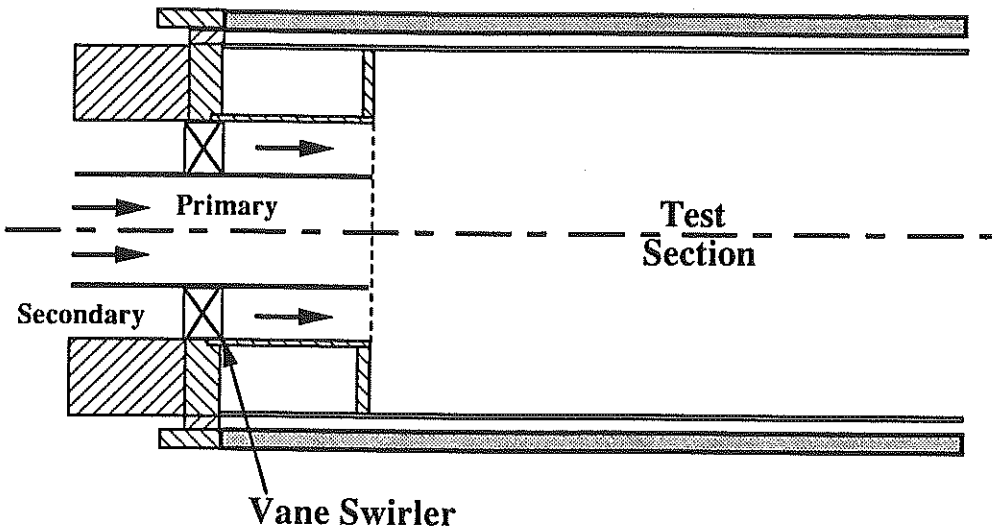 Primary
Test
Section
Secondary
Vane Swirler